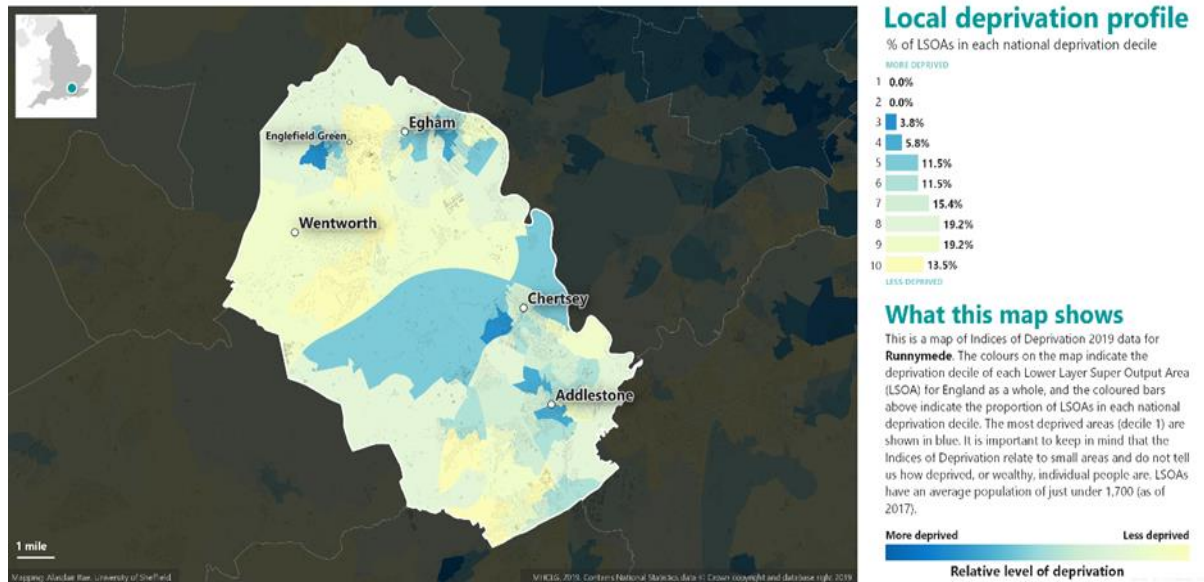 Egham
Englefield Green
Wentworth
Chertsey
Addlestone
1 mile
Mapping: Alasdair Rae, University of Sheffield
MHCLG, 2019. Contains National Statistics data © Crown copyright and database right 2019
Local deprivation profile
% of LSOAs in each national deprivation decile
MORE DEPRIVED
1 0.0%
2 0.0%
3 3.8%
4 5.8%
5 11.5%
6 11.5%
7 15.4%
8 19.2%
9 19.2%
10 13.5%
LESS DEPRIVED
What this map shows
This is a map of Indices of Deprivation 2019 data for
Runnymede. The colours on the map indicate the
deprivation decile of each Lower Layer Super Output Area
(LSOA) for England as a whole, and the coloured bars
above indicate the proportion of LSOAs in each national
deprivation decile. The most deprived areas (decile 1) are
shown in blue. It is important to keep in mind that the
Indices of Deprivation relate to small areas and do not tell
us how deprived, or wealthy, individual people are. LSOAs
have an average population of just under 1,700 (as of
2017).
More deprived Less deprived
Relative level of deprivation